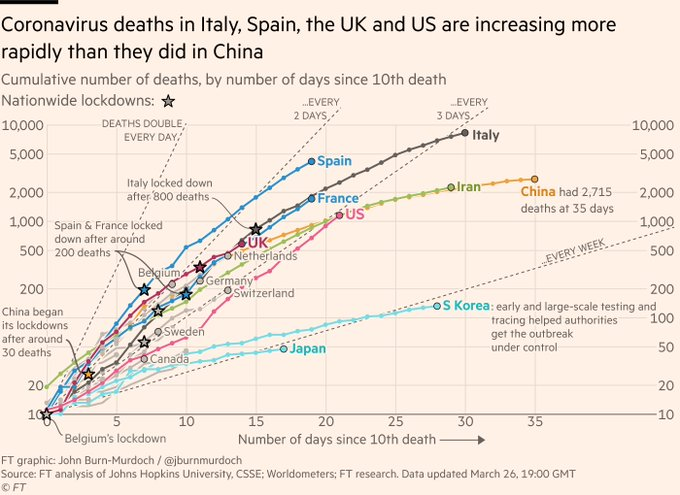 Coronavirus deaths in Italy, Spain, the UK and US are increasing more
rapidly than they did in China
Cumulative number of deaths, by number of days since 10th death
Nationwide lockdowns:
DEATHS DOUBLE
EVERY DAY
...EVERY
2 DAYS
...EVERY
3 DAYS
10,000
5,000
2,000
1,000
500
200
100
50
20
10
10,000
5,000
2,000
1,000
500
200
100
50
20
10
Italy
Spain
Italy locked down
after 800 deaths
France
US
Iran
China had 2,715
deaths at 35 days
Spain & France locked
down after around
200 deaths
UK
Netherlands
...EVERY WEEK
Belgium
Germany
Switzerland
China began
its lockdowns
after around
30 deaths
S Korea: early and large-scale testing and
tracing helped authorities
get the outbreak
under control
Sweden
Canada
Japan
0
5
10
15
20
25
30
35
Belgium's lockdown
Number of days since 10th death
FT graphic: John Burn-Murdoch / @jburnmurdoch
Source: FT analysis of Johns Hopkins University, CSSE; Worldometers; FT research. Data updated March 26, 19:00 GMT
© FT